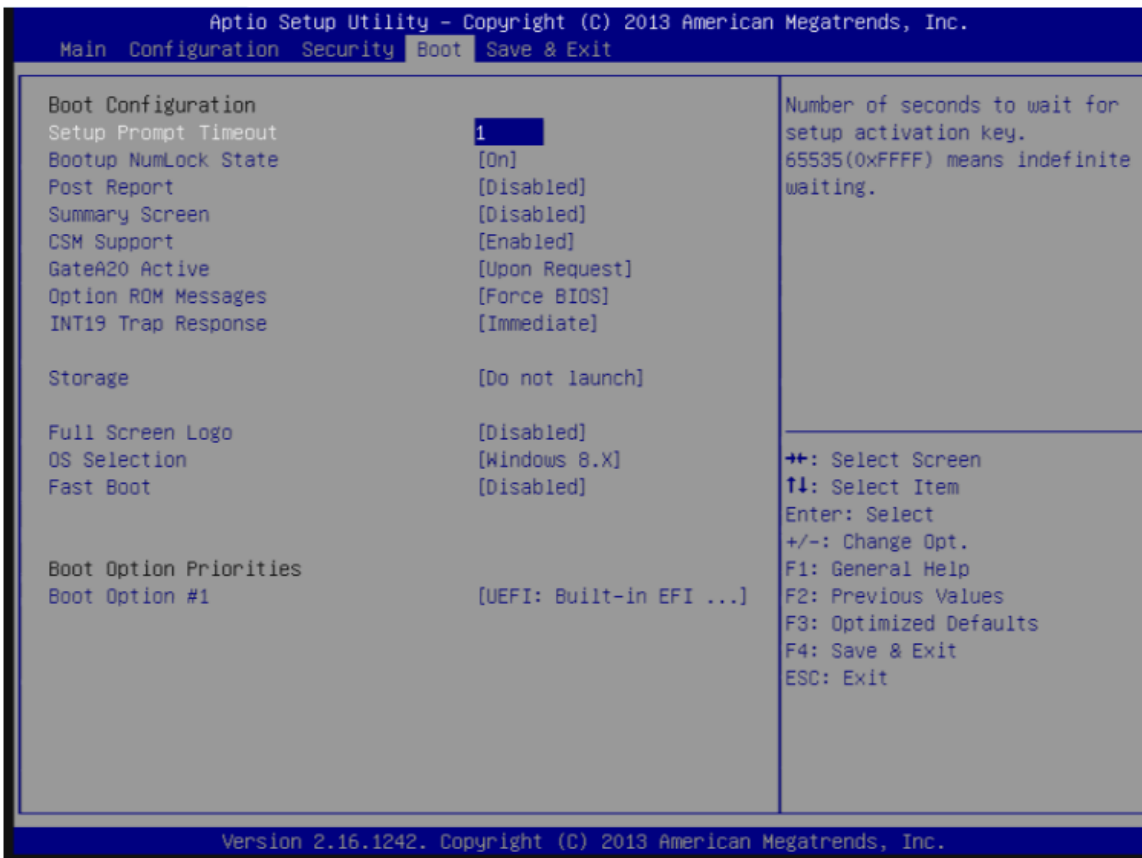 Aptio Setup Utility – Copyright (C) 2013 American Megatrends, Inc.
Main Configuration Security Boot Save & Exit
Boot Configuration
Setup Prompt Timeout 1
Bootup NumLock State [On]
Post Report [Disabled]
Summary Screen [Disabled]
CSM Support [Enabled]
GateA20 Active [Upon Request]
Option ROM Messages [Force BIOS]
INT19 Trap Response [Immediate]
Storage [Do not launch]
Full Screen Logo [Disabled]
OS Selection [Windows 8.X]
Fast Boot [Disabled]
Boot Option Priorities
Boot Option #1 [UEFI: Built-in EFI ...]
Number of seconds to wait for
setup activation key.
65535(0xFFFF) means indefinite
waiting.
→←: Select Screen
↑↓: Select Item
Enter: Select
+/-: Change Opt.
F1: General Help
F2: Previous Values
F3: Optimized Defaults
F4: Save & Exit
ESC: Exit
Version 2.16.1242. Copyright (C) 2013 American Megatrends, Inc.